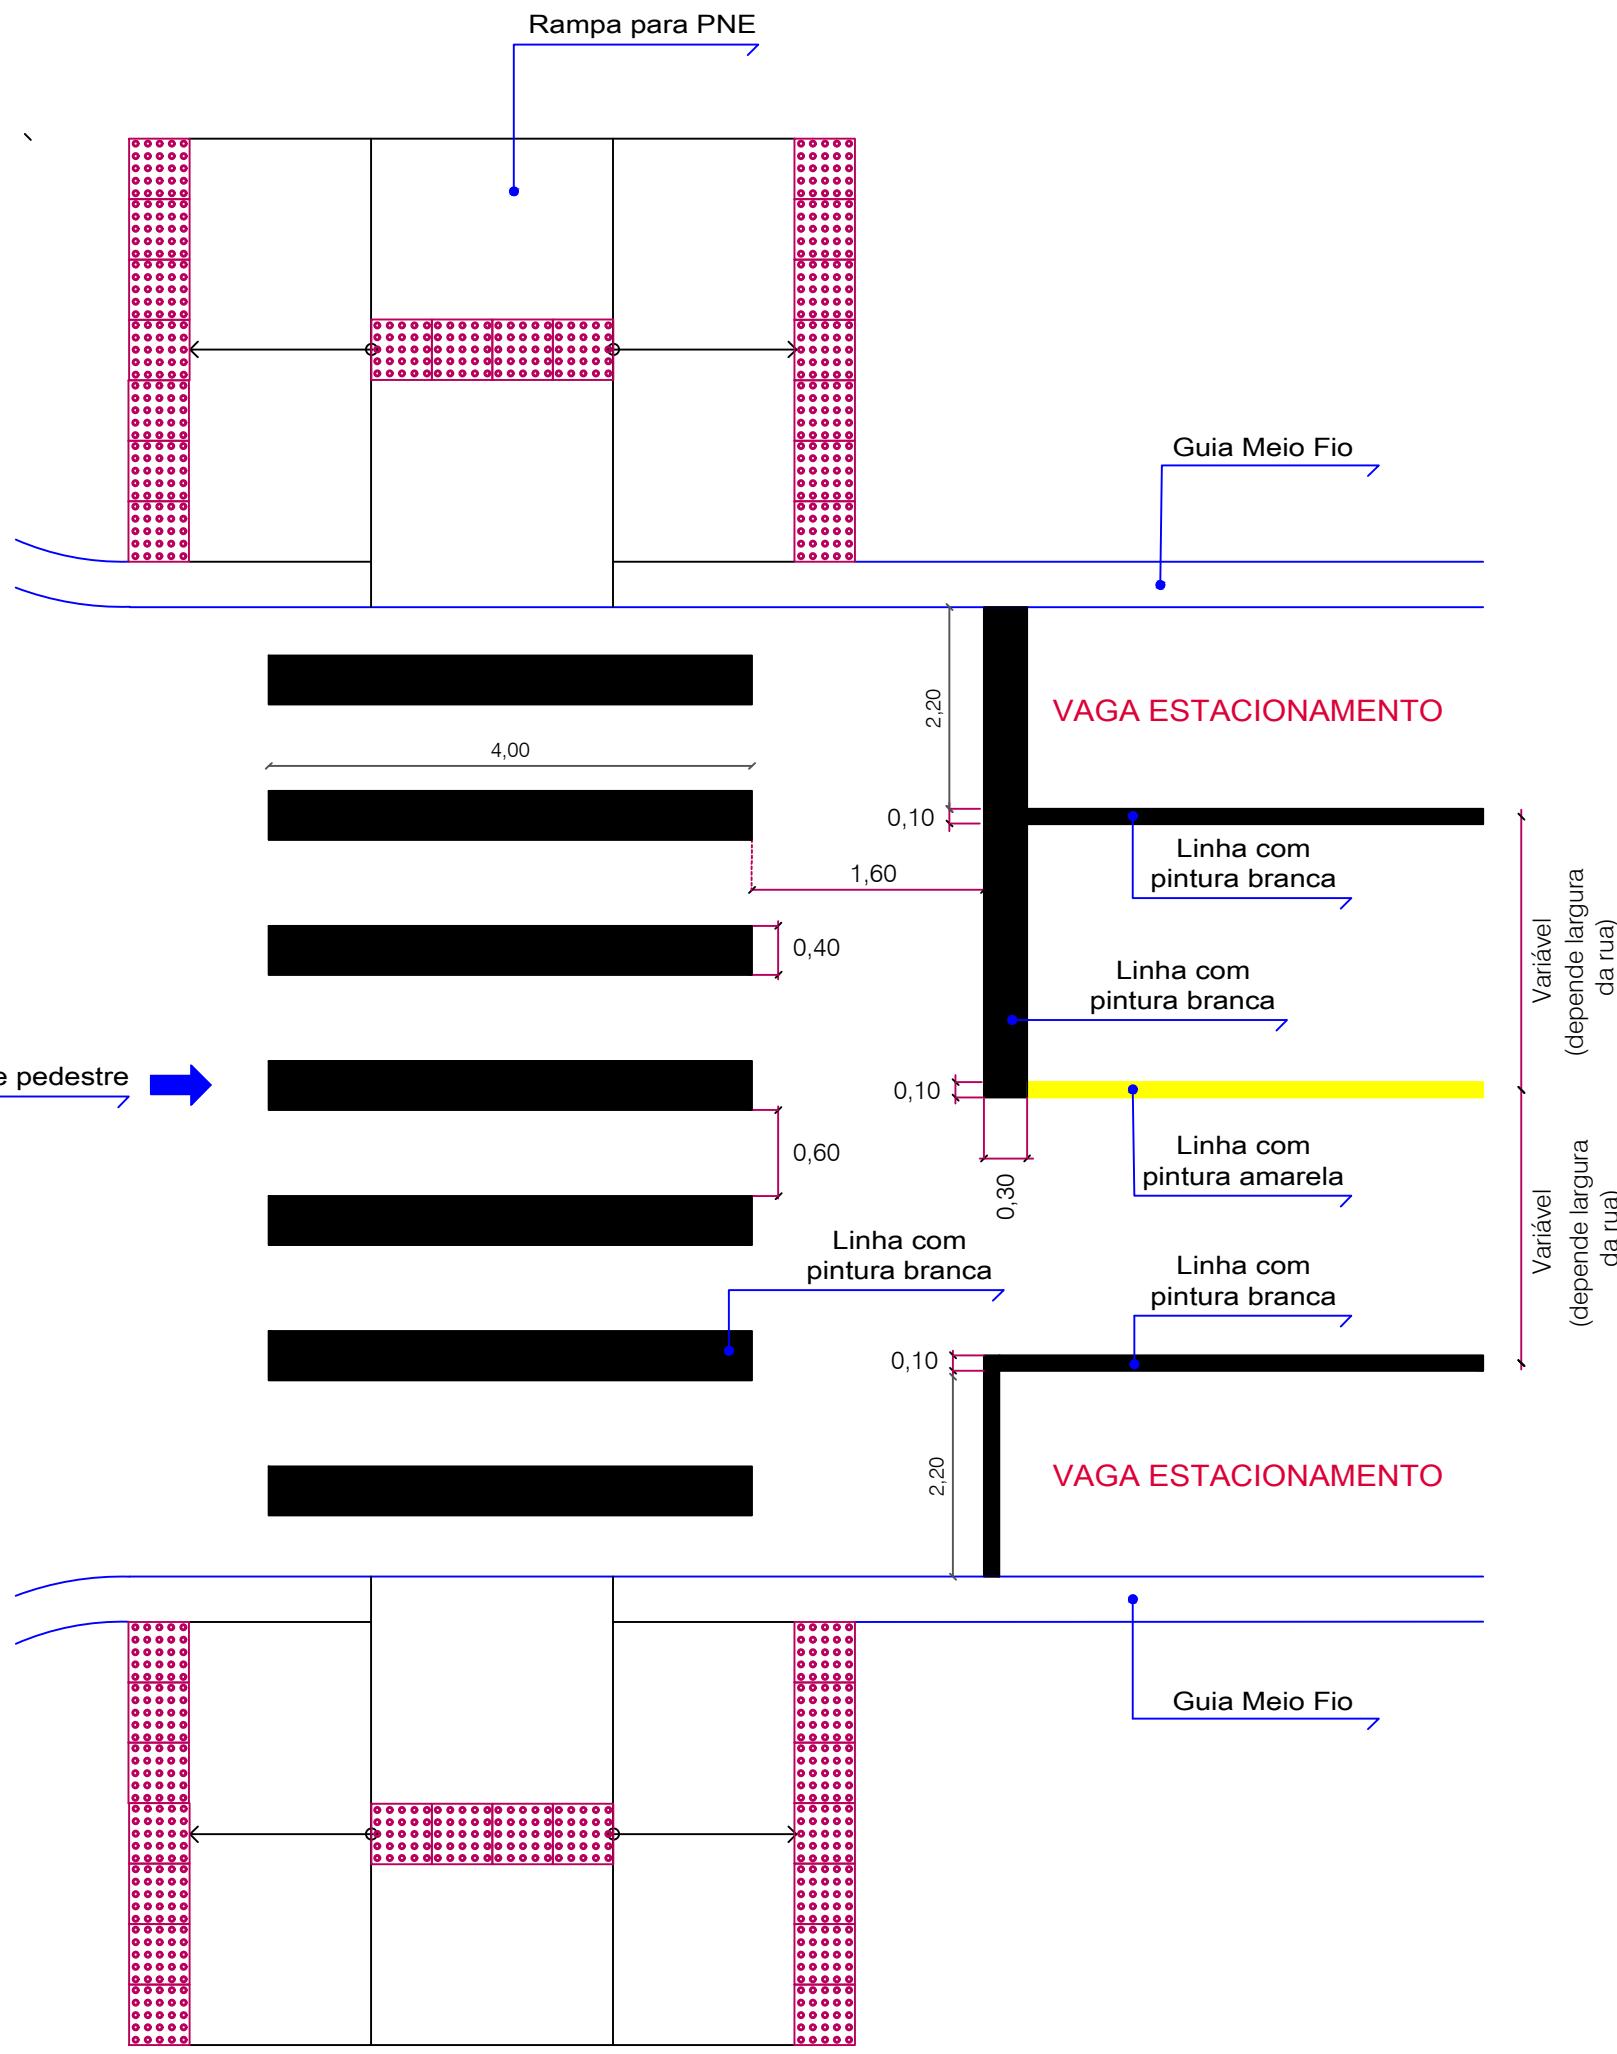 Rampa para PNE
Guia Meio Fio
2,20
VAGA ESTACIONAMENTO
4,00
0,10
Linha com
pintura branca
1,60
Variável
(depende largura
da rua)
0,40
Linha com
pintura branca
e pedestre
0,10
0,60
Linha com
pintura amarela
0,30
Variável
(depende largura
da rua)
Linha com
pintura branca
Linha com
pintura branca
0,10
2,20
VAGA ESTACIONAMENTO
Guia Meio Fio